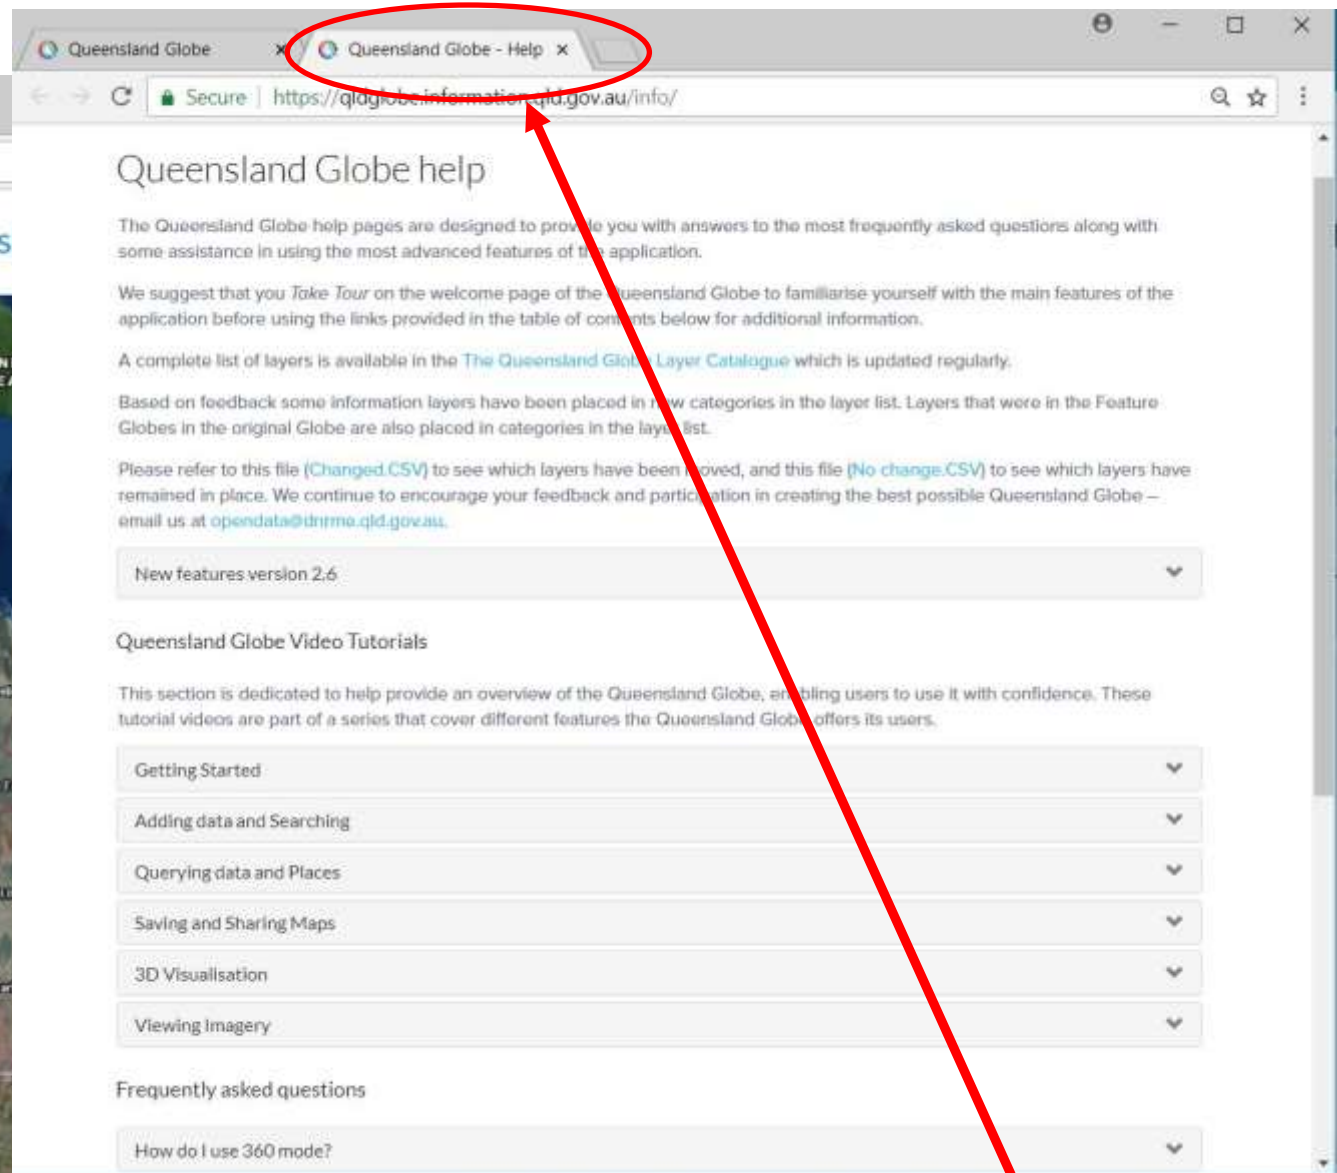 Queensland Globe
Queensland Globe - Help
Secure | https://qldglobe.information.qld.gov.au/info/
Queensland Globe help
The Queensland Globe help pages are designed to provide you with answers to the most frequently asked questions along with
some assistance in using the most advanced features of the application.
We suggest that you Take Tour on the welcome page of the Queensland Globe to familiarise yourself with the main features of the
application before using the links provided in the table of contents below for additional information.
A complete list of layers is available in the The Queensland Globe Layer Catalogue which is updated regularly.
Based on feedback some information layers have been placed in new categories in the layer list. Layers that were in the Feature
Globes in the original Globe are also placed in categories in the layer list.
Please refer to this file (Changed.CSV) to see which layers have been moved, and this file (No change.CSV) to see which layers have
remained in place. We continue to encourage your feedback and participation in creating the best possible Queensland Globe –
email us at opendata@dnrme.qld.gov.au.
New features version 2.6
Queensland Globe Video Tutorials
This section is dedicated to help provide an overview of the Queensland Globe, enabling users to use it with confidence. These
tutorial videos are part of a series that cover different features the Queensland Globe offers its users.
Getting Started
Adding data and Searching
Querying data and Places
Saving and Sharing Maps
3D Visualisation
Viewing Imagery
Frequently asked questions
How do I use 360 mode?